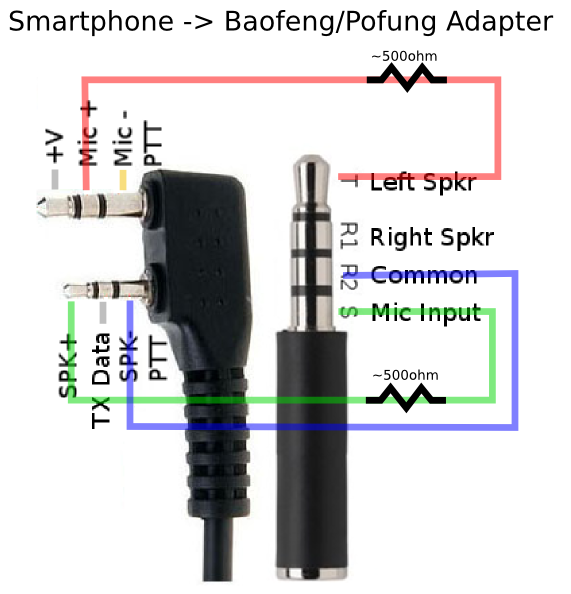 Smartphone -> Baofeng/Pofung Adapter
~500ohm
+V
Mic +
Mic -
PTT
T
Left Spkr
R1
Right Spkr
R2
Common
S
Mic Input
SPK+
TX Data
SPK-
PTT
~500ohm